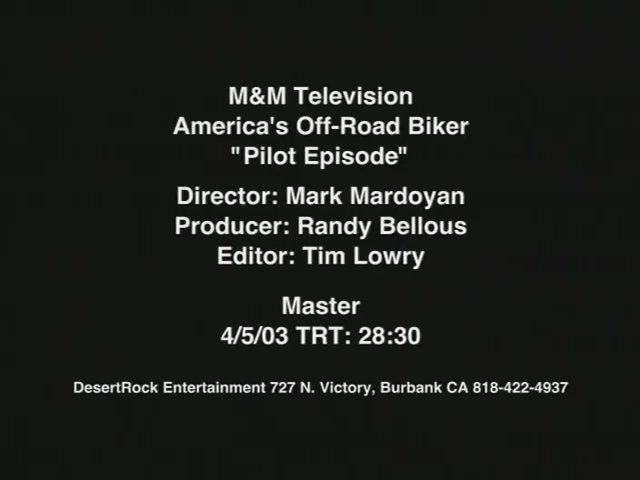 M&M Television
America's Off-Road Biker
"Pilot Episode"
Director: Mark Mardoyan
Producer: Randy Bellous
Editor: Tim Lowry
Master
4/5/03 TRT: 28:30
DesertRock Entertainment 727 N. Victory, Burbank CA 818-422-4937